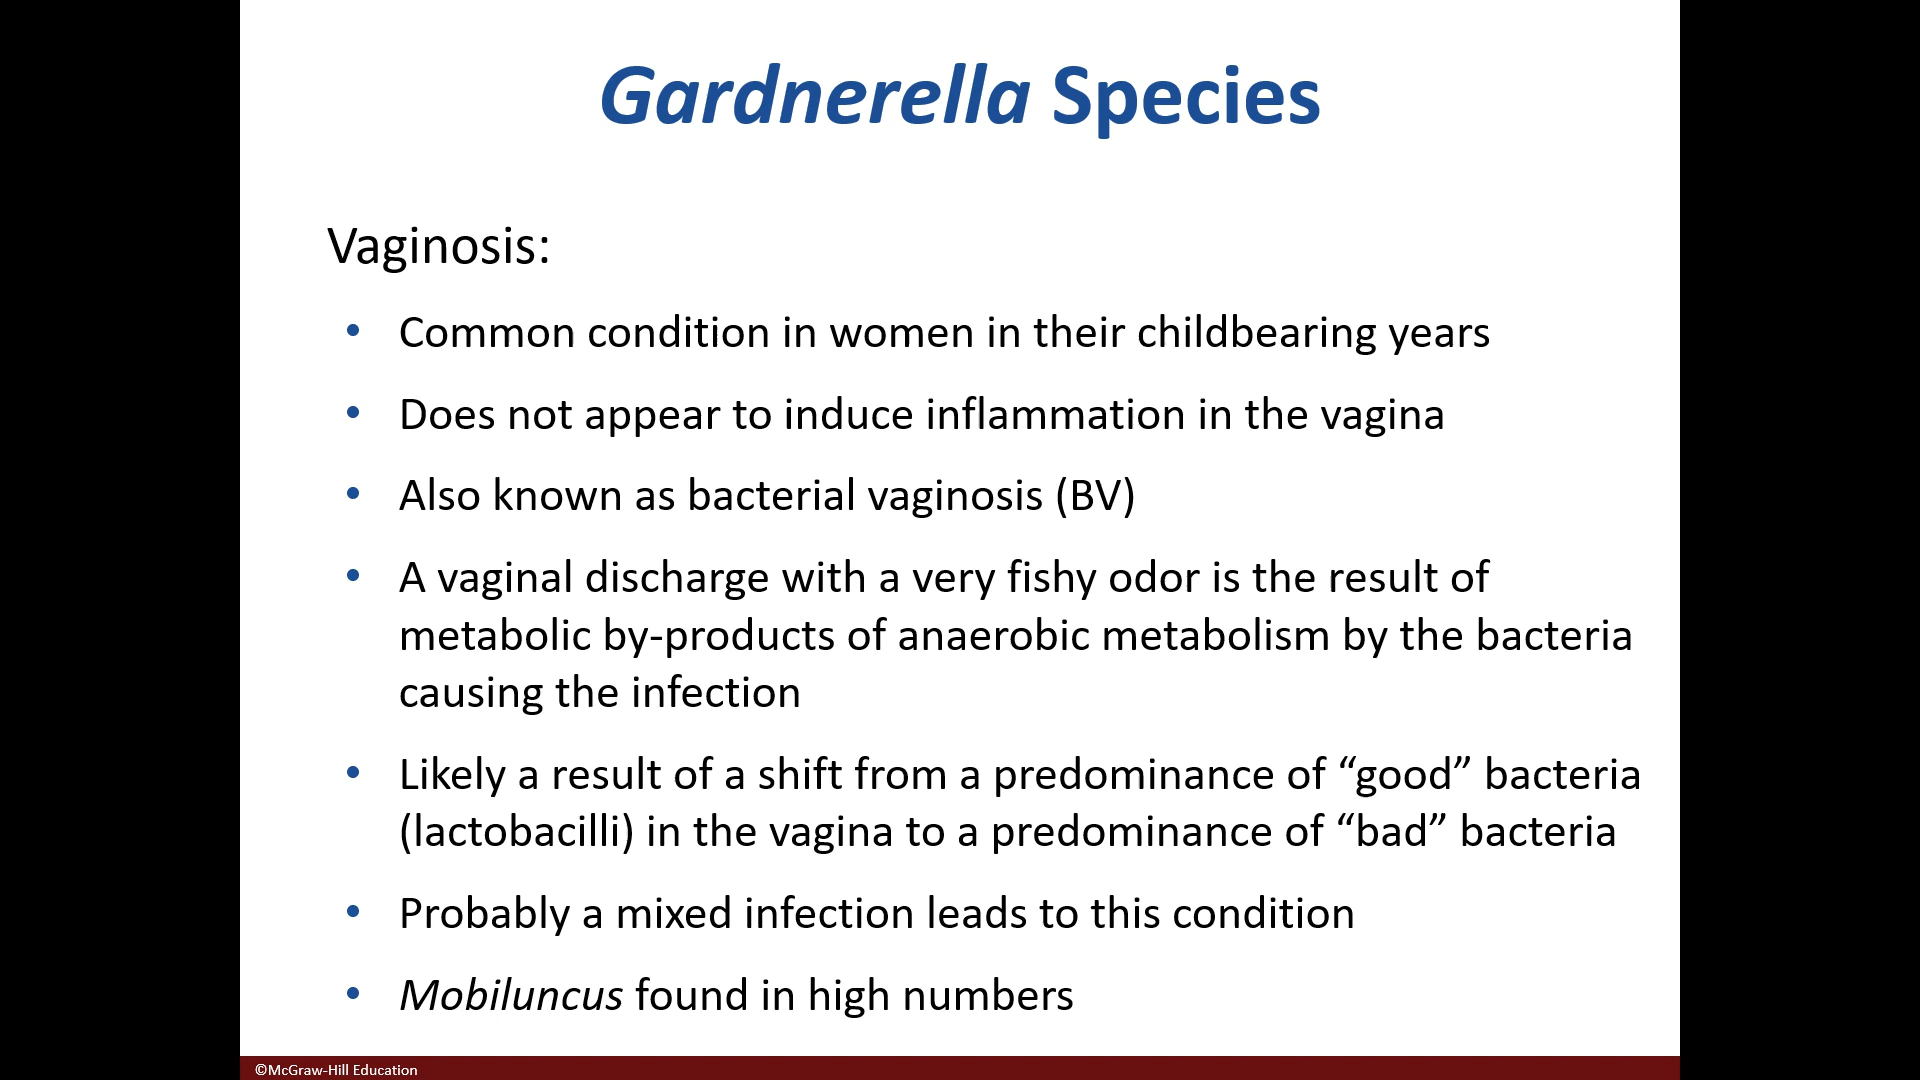 Gardnerella Species
Vaginosis:
• Common condition in women in their childbearing years
• Does not appear to induce inflammation in the vagina
• Also known as bacterial vaginosis (BV)
• A vaginal discharge with a very fishy odor is the result of
metabolic by-products of anaerobic metabolism by the bacteria
causing the infection
• Likely a result of a shift from a predominance of “good” bacteria
(lactobacilli) in the vagina to a predominance of “bad” bacteria
• Probably a mixed infection leads to this condition
• Mobiluncus found in high numbers
©McGraw-Hill Education